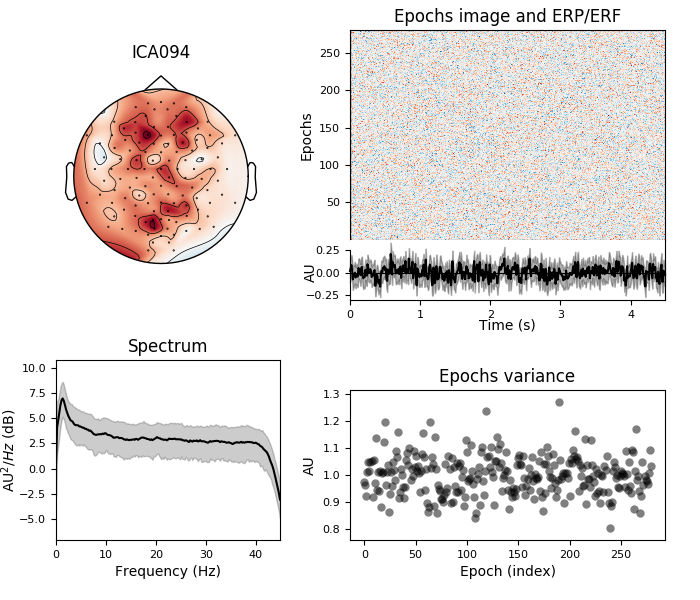 ICA094
Epochs image and ERP/ERF
Epochs
250
200
150
100
50
AU
0.25
0.00
−0.25
0 1 2 3 4
Time (s)
Spectrum
AU²/Hz (dB)
10.0
7.5
5.0
2.5
0.0
−2.5
−5.0
0 10 20 30 40
Frequency (Hz)
Epochs variance
AU
1.3
1.2
1.1
1.0
0.9
0.8
0 50 100 150 200 250
Epoch (index)